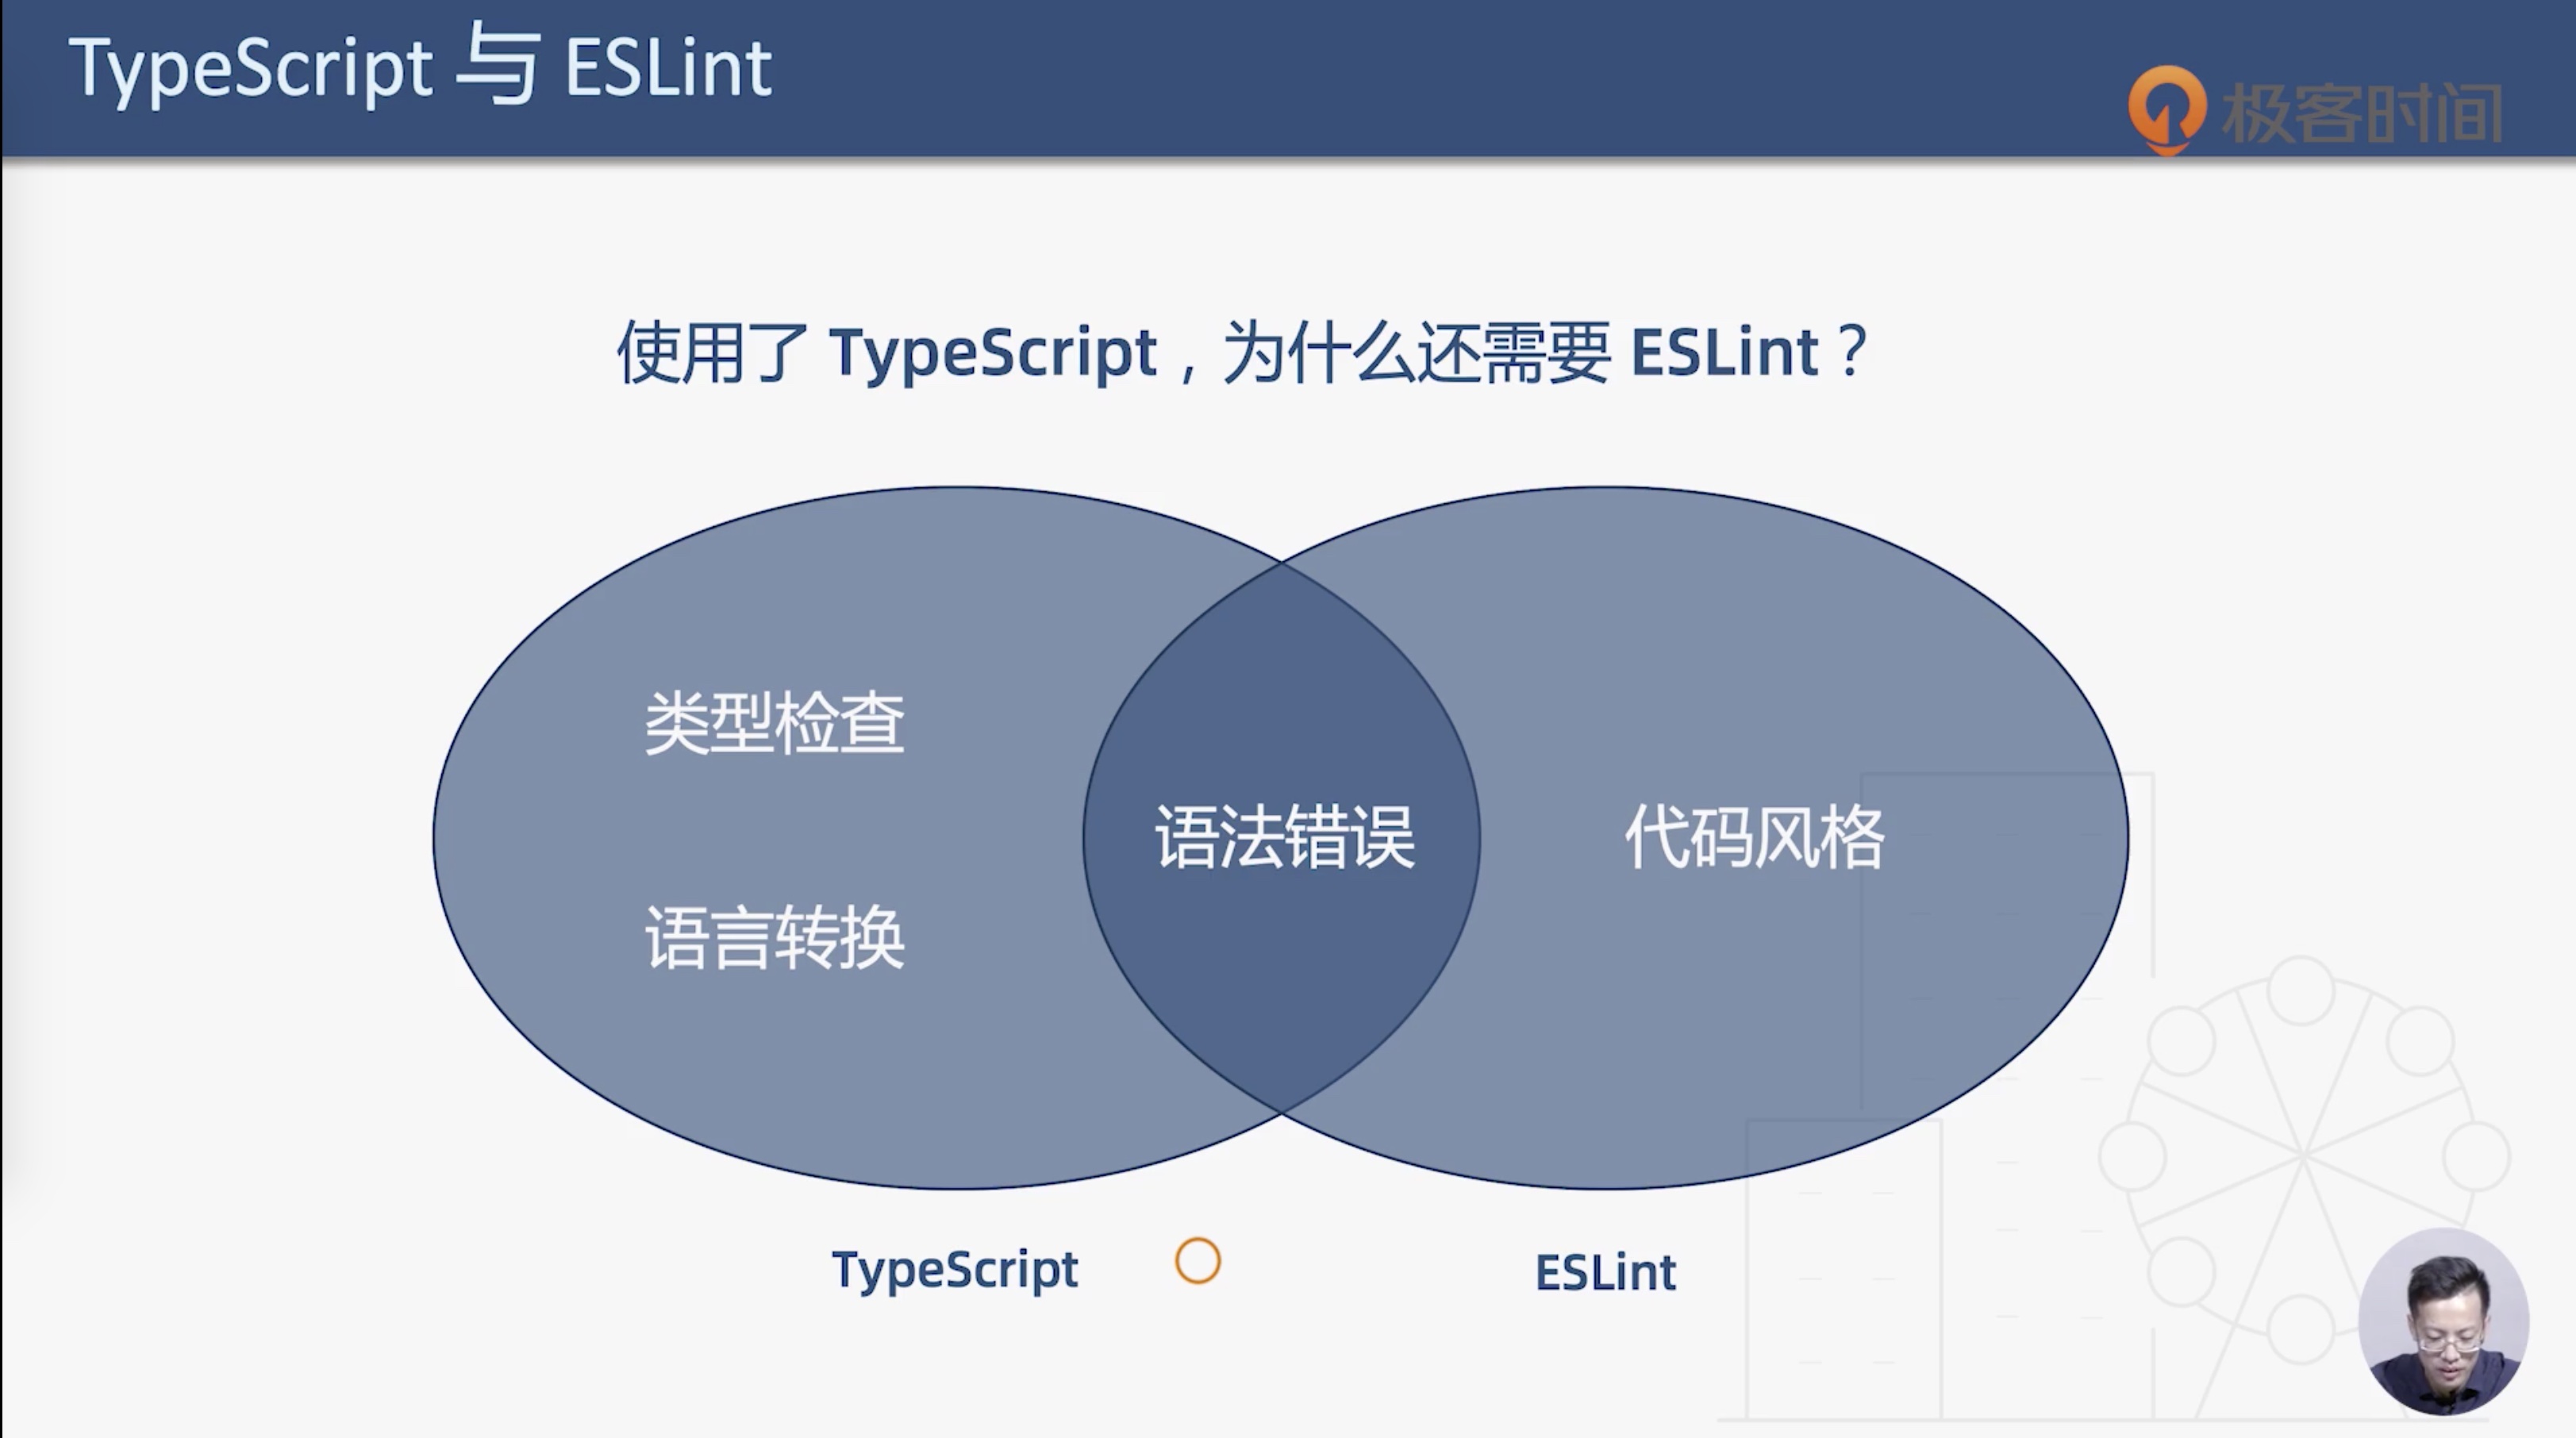 TypeScript 与 ESLint
极客时间
使用了 TypeScript，为什么还需要 ESLint？
类型检查
语法错误
代码风格
语言转换
TypeScript
ESLint